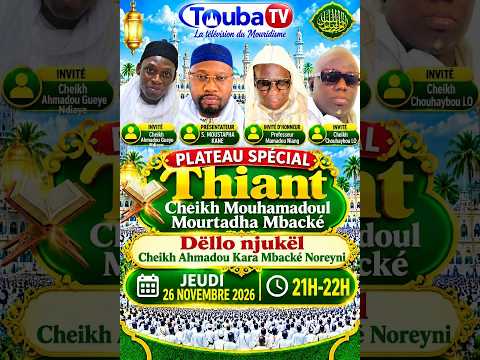 Touba TV
La télévision du Mouridisme
INVITÉ
Cheikh
Ahmadou Gueye
Ndiaye
INVITÉ
Cheikh
Chouhaybou LO
INVITÉ
Cheikh
Ahmadou Gueye
PRÉSENTATEUR
S. MOUSTAPHA
KANE
INVITÉ D'HONNEUR
Professeur
Mamadou Niang
INVITÉ
Cheikh
Chouhaybou LO
PLATEAU SPÉCIAL
Thiant
Cheikh Mouhamadoul
Mourtadha Mbacké
Dëllo njukël
Cheikh Ahmadou Kara Mbacké Noreyni
JEUDI
26 NOVEMBRE 2026
21H-22H